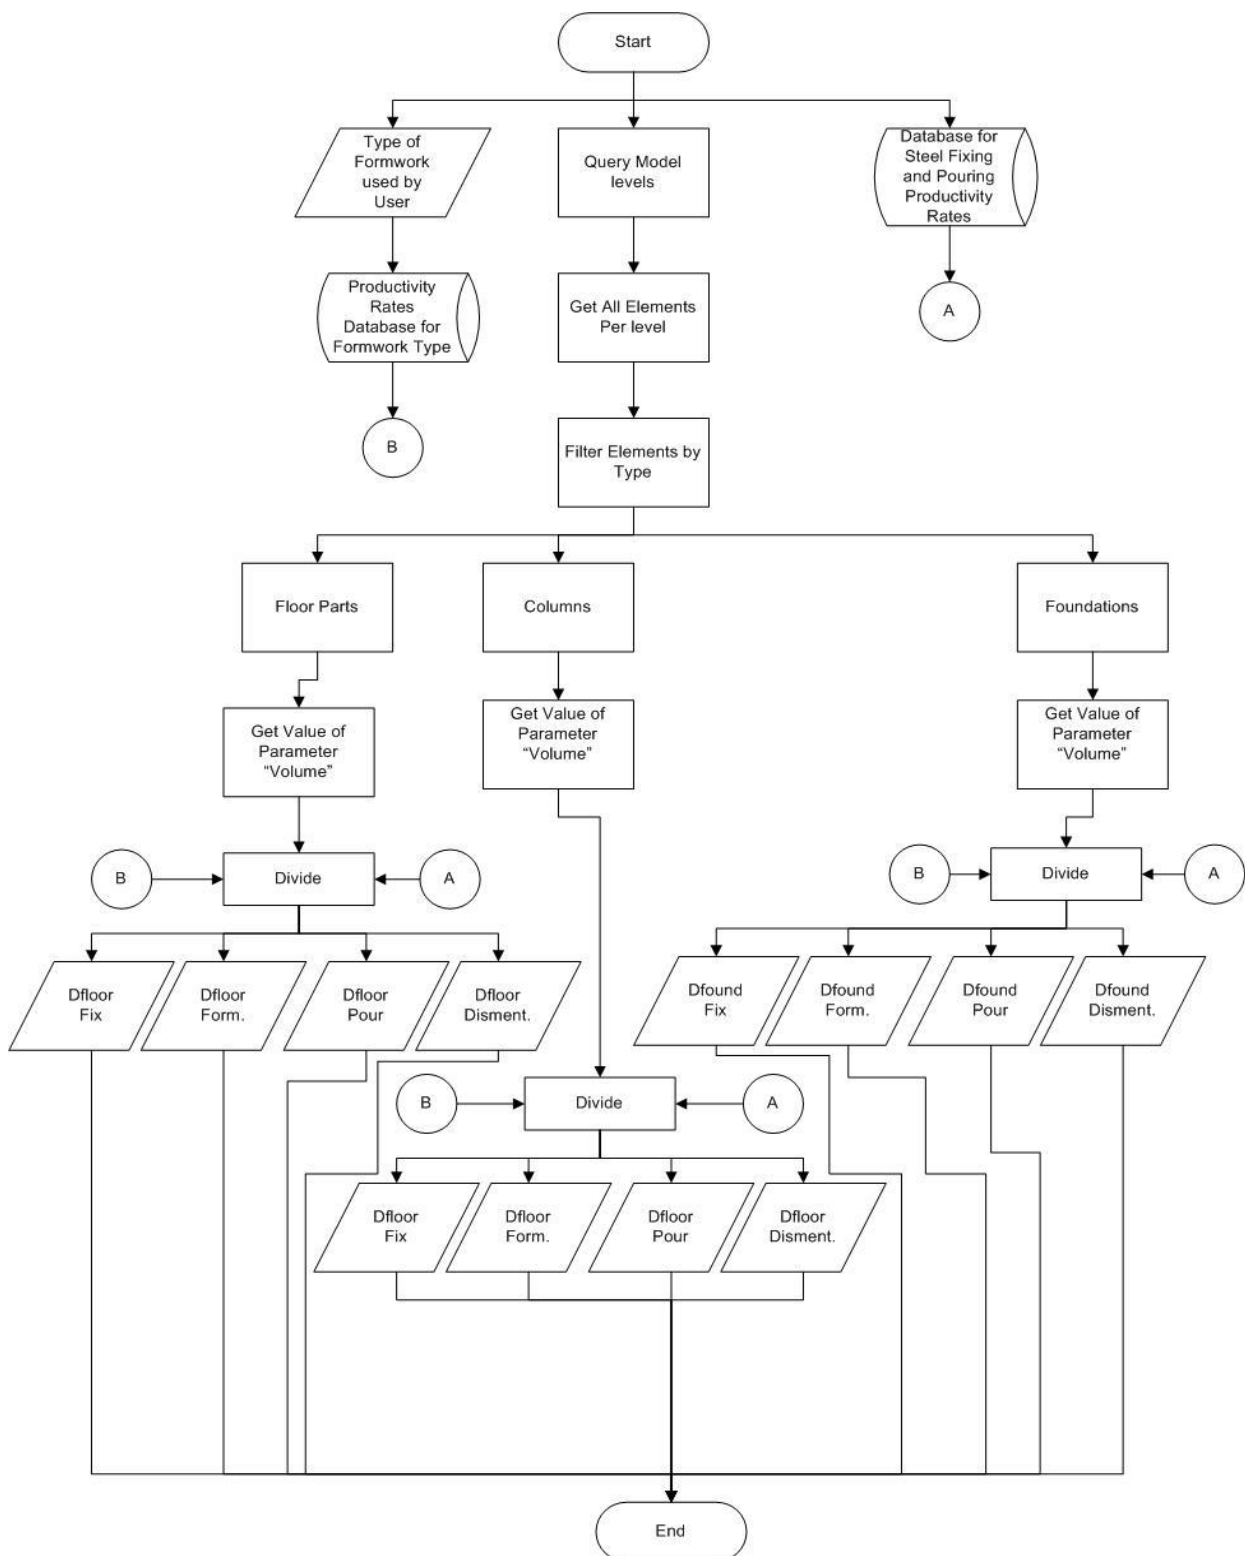 Start
Type of
Formwork
used by
User
Query Model
levels
Database for
Steel Fixing
and Pouring
Productivity
Rates
Productivity
Rates
Database for
Formwork Type
Get All Elements
Per level
A
B
Filter Elements by
Type
Floor Parts
Columns
Foundations
Get Value of
Parameter
“Volume”
Get Value of
Parameter
“Volume”
Get Value of
Parameter
“Volume”
B
Divide
A
B
Divide
A
Dfloor
Fix
Dfloor
Form.
Dfloor
Pour
Dfloor
Disment.
Dfound
Fix
Dfound
Form.
Dfound
Pour
Dfound
Disment.
B
Divide
A
Dfloor
Fix
Dfloor
Form.
Dfloor
Pour
Dfloor
Disment.
End